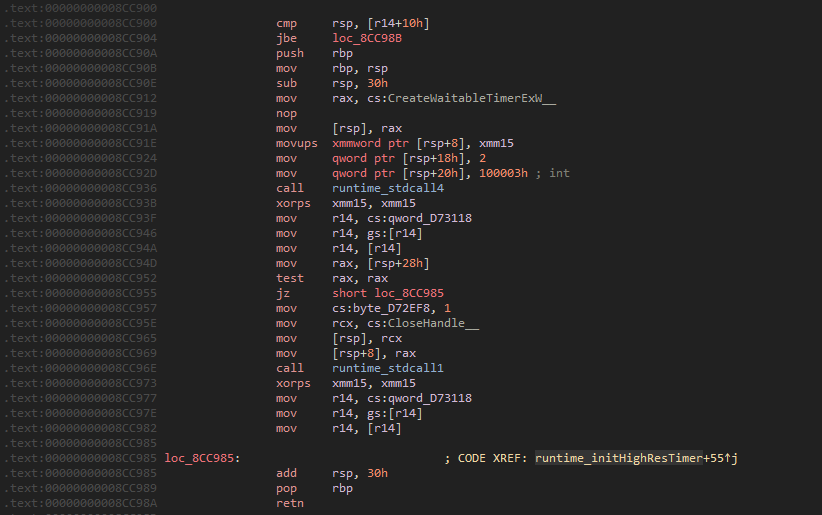 .text:00000000008CC900
.text:00000000008CC900 cmp rsp, [r14+10h]
.text:00000000008CC904 jbe loc_8CC98B
.text:00000000008CC90A push rbp
.text:00000000008CC90B mov rbp, rsp
.text:00000000008CC90E sub rsp, 30h
.text:00000000008CC912 mov rax, cs:CreateWaitableTimerExW__
.text:00000000008CC919 nop
.text:00000000008CC91A mov [rsp], rax
.text:00000000008CC91E movups xmmword ptr [rsp+8], xmm15
.text:00000000008CC924 mov qword ptr [rsp+18h], 2
.text:00000000008CC92D mov qword ptr [rsp+20h], 100003h ; int
.text:00000000008CC936 call runtime_stdcall4
.text:00000000008CC93B xorps xmm15, xmm15
.text:00000000008CC93F mov r14, cs:qword_D73118
.text:00000000008CC946 mov r14, gs:[r14]
.text:00000000008CC94A mov r14, [r14]
.text:00000000008CC94D mov rax, [rsp+28h]
.text:00000000008CC952 test rax, rax
.text:00000000008CC955 jz short loc_8CC985
.text:00000000008CC957 mov cs:byte_D72EF8, 1
.text:00000000008CC95E mov rcx, cs:CloseHandle__
.text:00000000008CC965 mov [rsp], rcx
.text:00000000008CC969 mov [rsp+8], rax
.text:00000000008CC96E call runtime_stdcall1
.text:00000000008CC973 xorps xmm15, xmm15
.text:00000000008CC977 mov r14, cs:qword_D73118
.text:00000000008CC97E mov r14, gs:[r14]
.text:00000000008CC982 mov r14, [r14]
.text:00000000008CC985
.text:00000000008CC985 loc_8CC985: ; CODE XREF: runtime_initHighResTimer+55↑j
.text:00000000008CC985 add rsp, 30h
.text:00000000008CC989 pop rbp
.text:00000000008CC98A retn